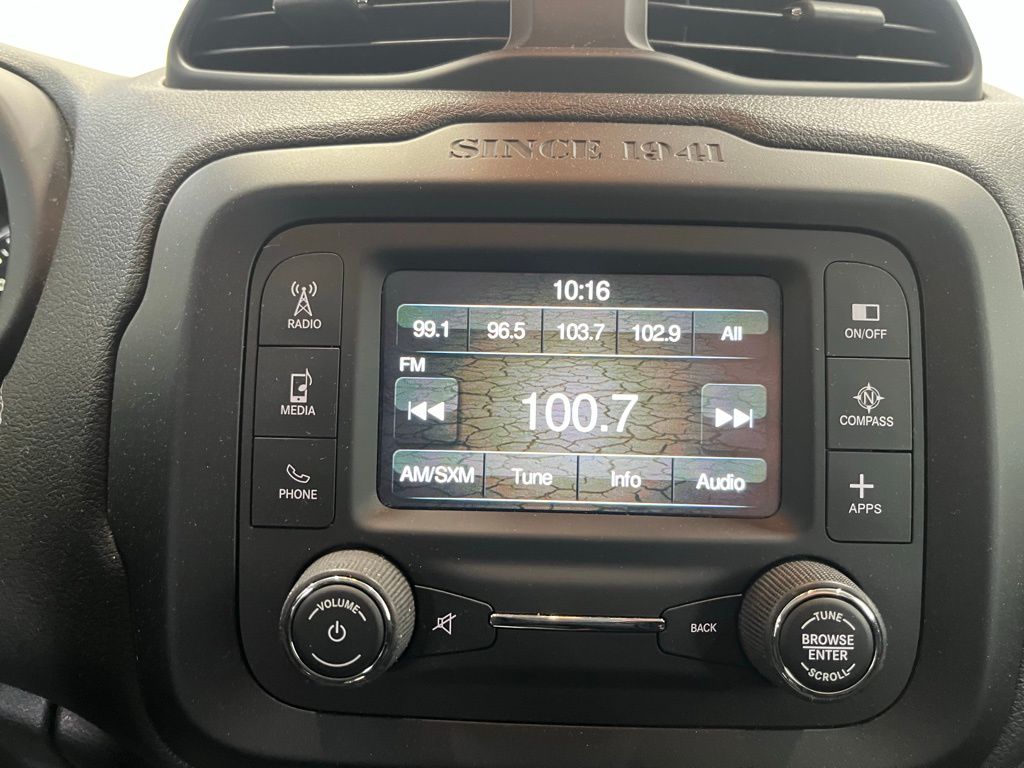 SINCE 1941
RADIO
MEDIA
PHONE
10:16
99.1 96.5 103.7 102.9 All
FM
100.7
AM/SXM Tune Info Audio
ON/OFF
N
COMPASS
APPS
VOLUME
BACK
TUNE
BROWSE
ENTER
SCROLL